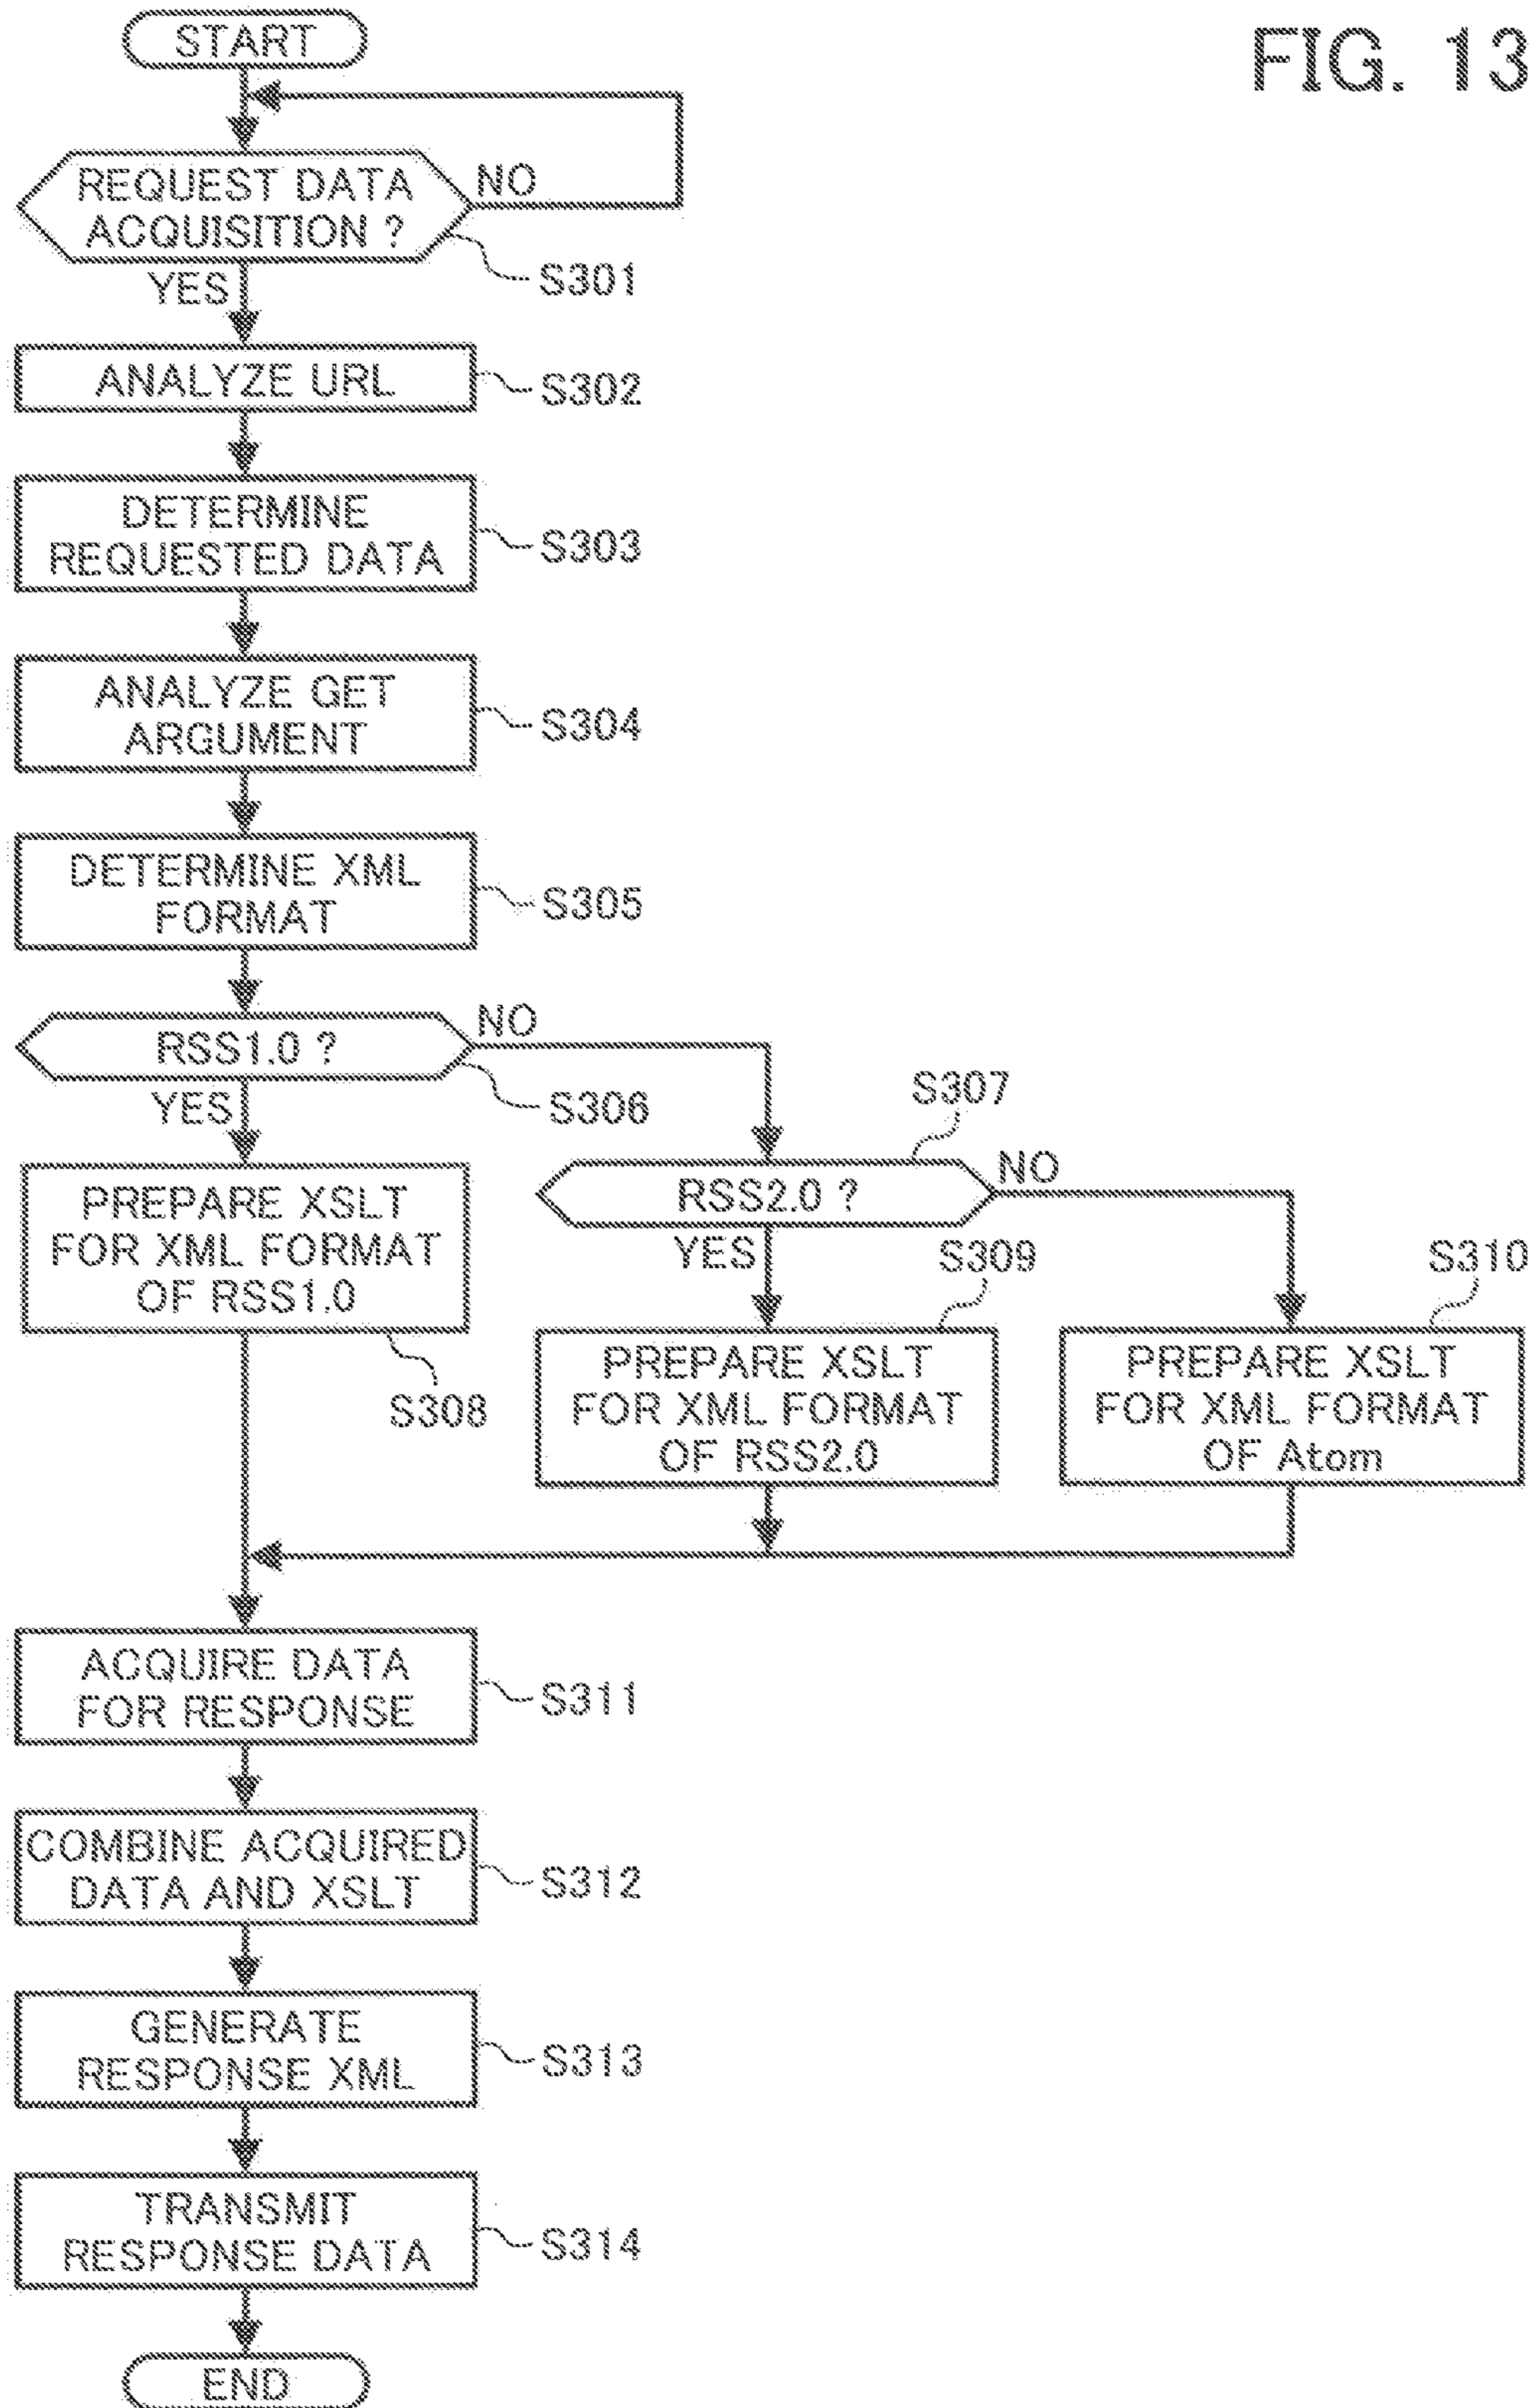 FIG. 13
START
REQUEST DATA
ACQUISITION ?
NO
S301
YES
ANALYZE URL
S302
DETERMINE
REQUESTED DATA
S303
ANALYZE GET
ARGUMENT
S304
DETERMINE XML
FORMAT
S305
RSS1.0 ?
NO
S306
YES
S307
RSS2.0 ?
NO
YES
PREPARE XSLT
FOR XML FORMAT
OF RSS1.0
S308
S309
PREPARE XSLT
FOR XML FORMAT
OF RSS2.0
S310
PREPARE XSLT
FOR XML FORMAT
OF Atom
ACQUIRE DATA
FOR RESPONSE
S311
COMBINE ACQUIRED
DATA AND XSLT
S312
GENERATE
RESPONSE XML
S313
TRANSMIT
RESPONSE DATA
S314
END